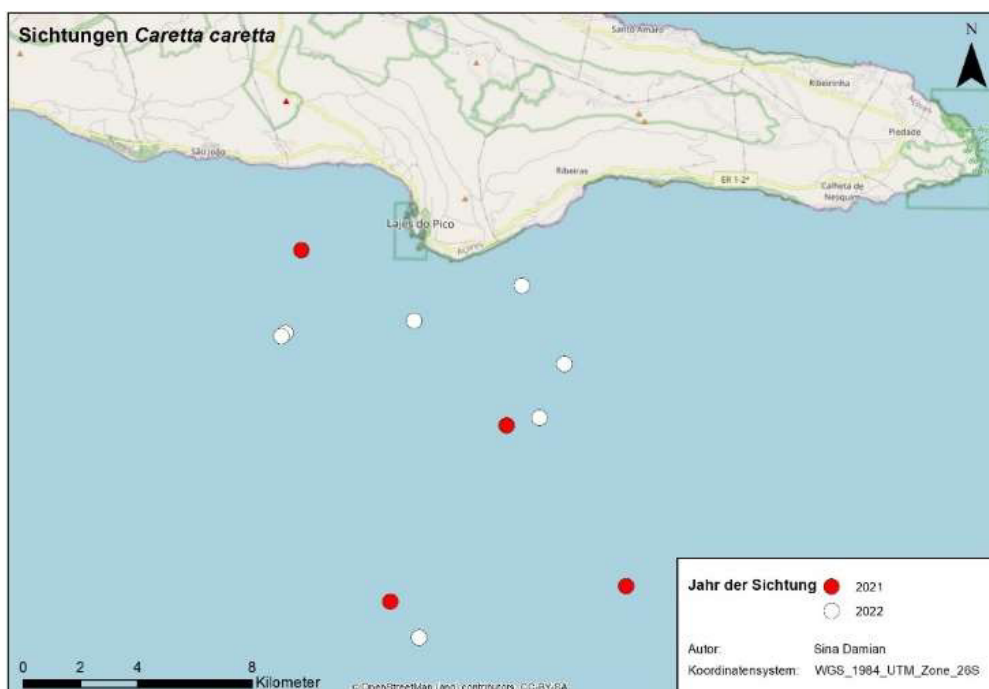 Sichtungen Caretta caretta
N
Santo Amaro
Ribeirinha
Açores
Piedade
São João
Ribeiras
ER 1-2ª
Calheta de
Nesquim
Lajes do Pico
Açores
Jahr der Sichtung
2021
2022
Autor: Sina Damian
Koordinatensystem: WGS_1984_UTM_Zone_26S
0 2 4 8
Kilometer
OpenStreetMap (and) contributors, CC-BY-SA